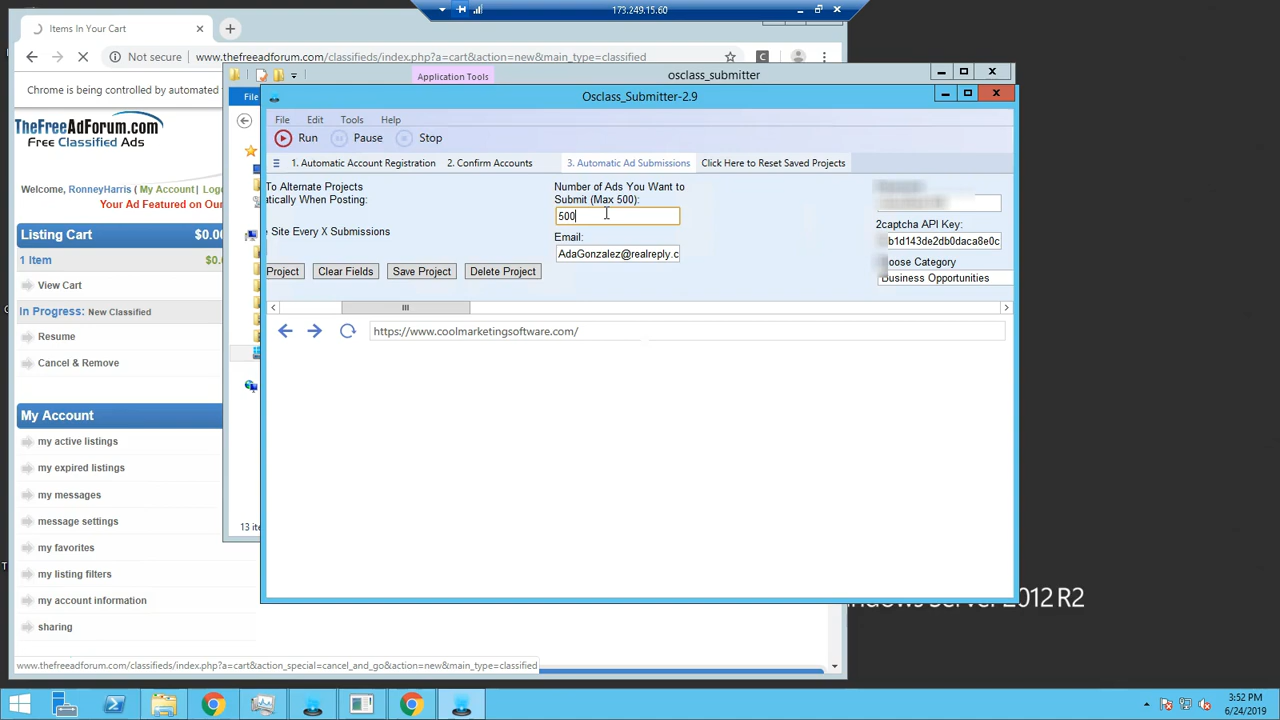 173.249.15.60
Items In Your Cart
Not secure
www.thefreeadforum.com/classifieds/index.php?a=cart&action=new&main_type=classified
C
Chrome is being controlled by automated
TheFreeAdForum.com
Free Classified Ads
Welcome, RonneyHarris ( My Account |
Your Ad Featured on Our
Listing Cart $0.00
1 Item
View Cart
In Progress: New Classified
Resume
Cancel & Remove
My Account
my active listings
my expired listings
my messages
message settings
my favorites
my listing filters
my account information
sharing
www.thefreeadforum.com/classifieds/index.php?a=cart&action_special=cancel_and_go&action=new&main_type=classified
Application Tools
osclass_submitter
File
13 ite
Osclass_Submitter-2.9
File Edit Tools Help
Run Pause Stop
1. Automatic Account Registration 2. Confirm Accounts 3. Automatic Ad Submissions Click Here to Reset Saved Projects
To Alternate Projects
atically When Posting:
e Site Every X Submissions
Project Clear Fields Save Project Delete Project
Number of Ads You Want to
Submit (Max 500):
500
Email:
AdaGonzalez@realreply.c
2captcha API Key:
b1d143de2db0daca8e0c
oose Category
Business Opportunities
https://www.coolmarketingsoftware.com/
2012 R2
3:52 PM
6/24/2019